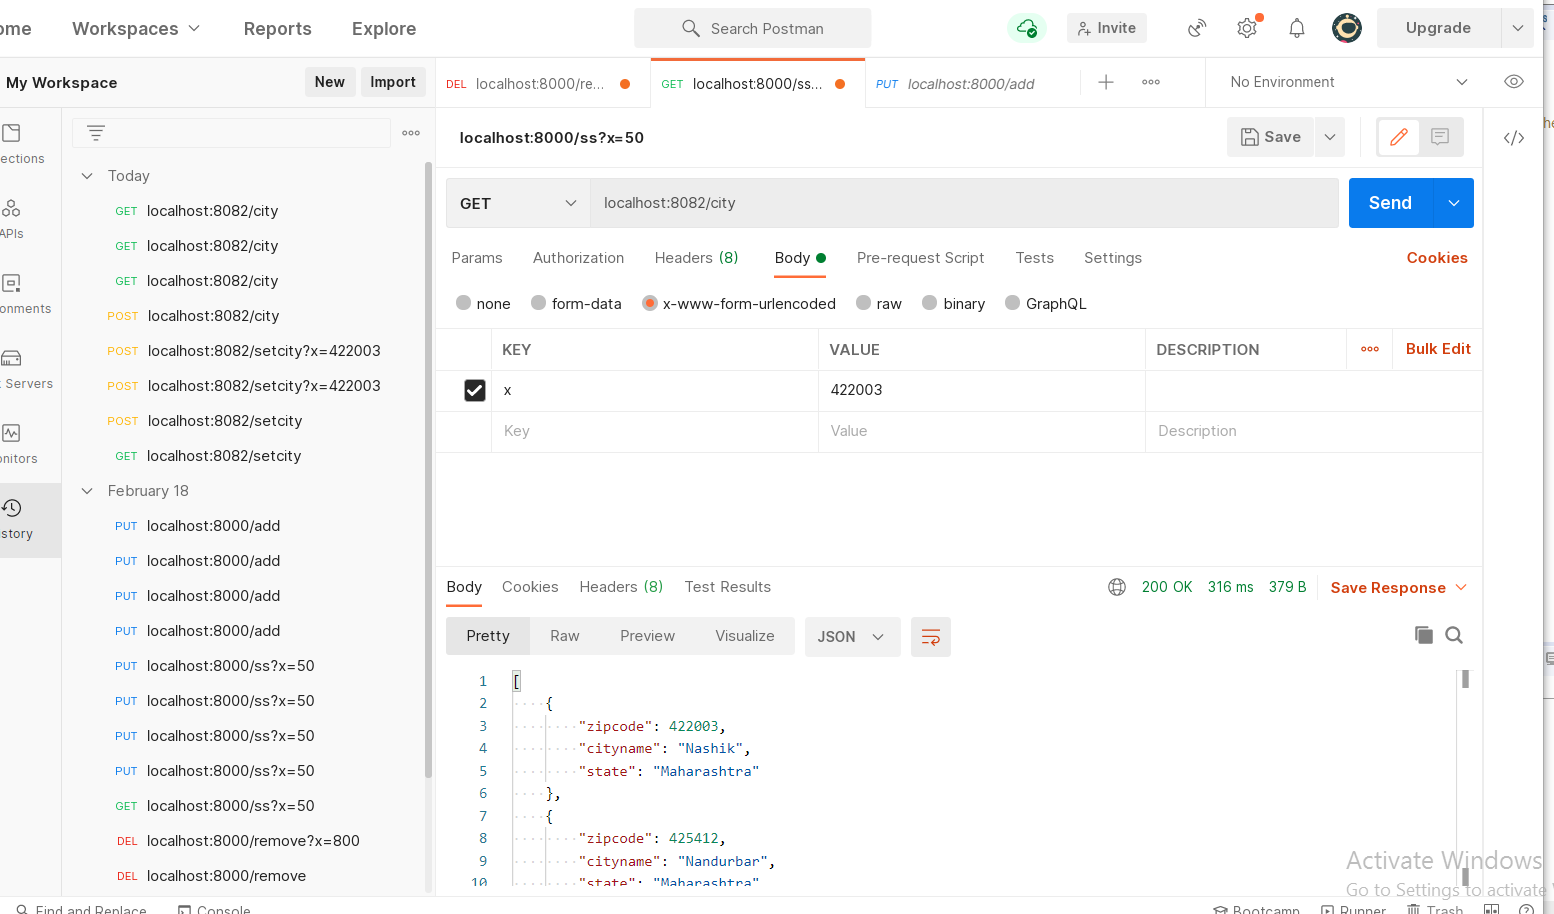 ome Workspaces Reports Explore Search Postman Invite Upgrade
My Workspace New Import
DEL localhost:8000/re... GET localhost:8000/ss... PUT localhost:8000/add No Environment
localhost:8000/ss?x=50 Save
GET localhost:8082/city Send
Params Authorization Headers (8) Body Pre-request Script Tests Settings Cookies
none form-data x-www-form-urlencoded raw binary GraphQL
KEY VALUE DESCRIPTION Bulk Edit
x 422003
Key Value Description
ections
APIs
onments
Servers
onitors
story
Today
GET localhost:8082/city
GET localhost:8082/city
GET localhost:8082/city
POST localhost:8082/city
POST localhost:8082/setcity?x=422003
POST localhost:8082/setcity?x=422003
POST localhost:8082/setcity
GET localhost:8082/setcity
February 18
PUT localhost:8000/add
PUT localhost:8000/add
PUT localhost:8000/add
PUT localhost:8000/add
PUT localhost:8000/ss?x=50
PUT localhost:8000/ss?x=50
PUT localhost:8000/ss?x=50
PUT localhost:8000/ss?x=50
GET localhost:8000/ss?x=50
DEL localhost:8000/remove?x=800
DEL localhost:8000/remove
Body Cookies Headers (8) Test Results 200 OK 316 ms 379 B Save Response
Pretty Raw Preview Visualize JSON
1 [
2 {
3 "zipcode": 422003,
4 "cityname": "Nashik",
5 "state": "Maharashtra"
6 },
7 {
8 "zipcode": 425412,
9 "cityname": "Nandurbar",
10 "state": "Maharashtra"
Activate Windows
Go to Settings to activate
Find and Replace Console Bootcamp Runner Trash